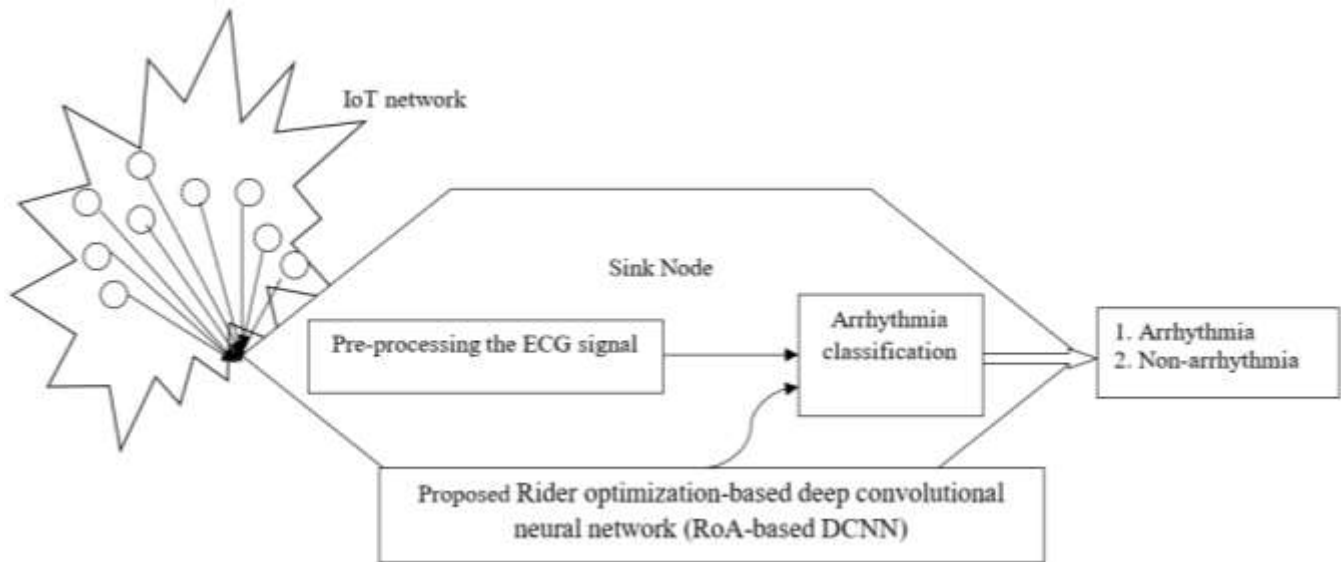 IoT network
Sink Node
Pre-processing the ECG signal
Arrhythmia
classification
1. Arrhythmia
2. Non-arrhythmia
Proposed Rider optimization-based deep convolutional
neural network (RoA-based DCNN)